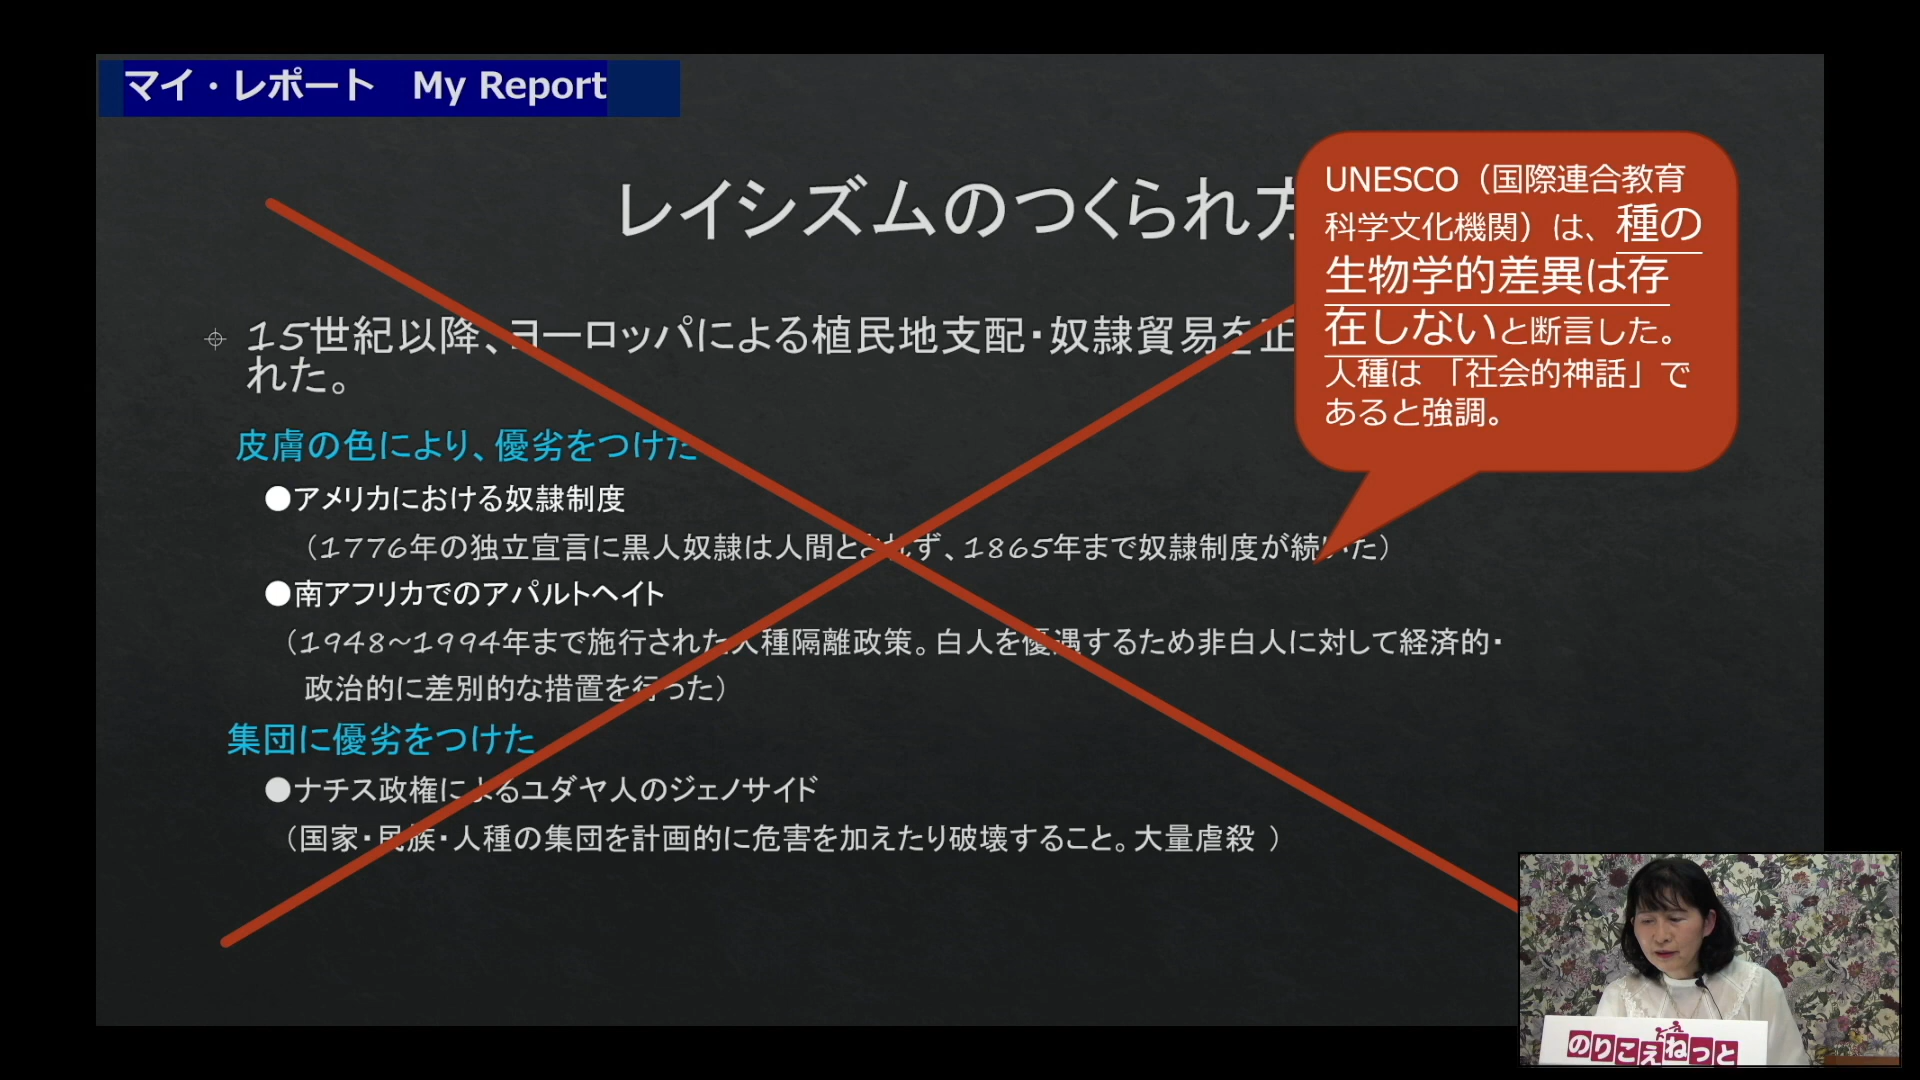 マイ・レポート　My Report
レイシズムのつくられ方
UNESCO（国際連合教育
科学文化機関）は、種の
生物学的差異は存
在しないと断言した。
人種は 「社会的神話」で
あると強調。
15世紀以降、ヨーロッパによる植民地支配・奴隷貿易を正
れた。
皮膚の色により、優劣をつけた
●アメリカにおける奴隷制度
（1776年の独立宣言に黒人奴隷は人間とされず、1865年まで奴隷制度が続いた）
●南アフリカでのアパルトヘイト
（1948~1994年まで施行された人種隔離政策。白人を優遇するため非白人に対して経済的・
政治的に差別的な措置を行った）
集団に優劣をつけた
●ナチス政権によるユダヤ人のジェノサイド
（国家・民族・人種の集団を計画的に危害を加えたり破壊すること。大量虐殺 ）
のりこえねっと